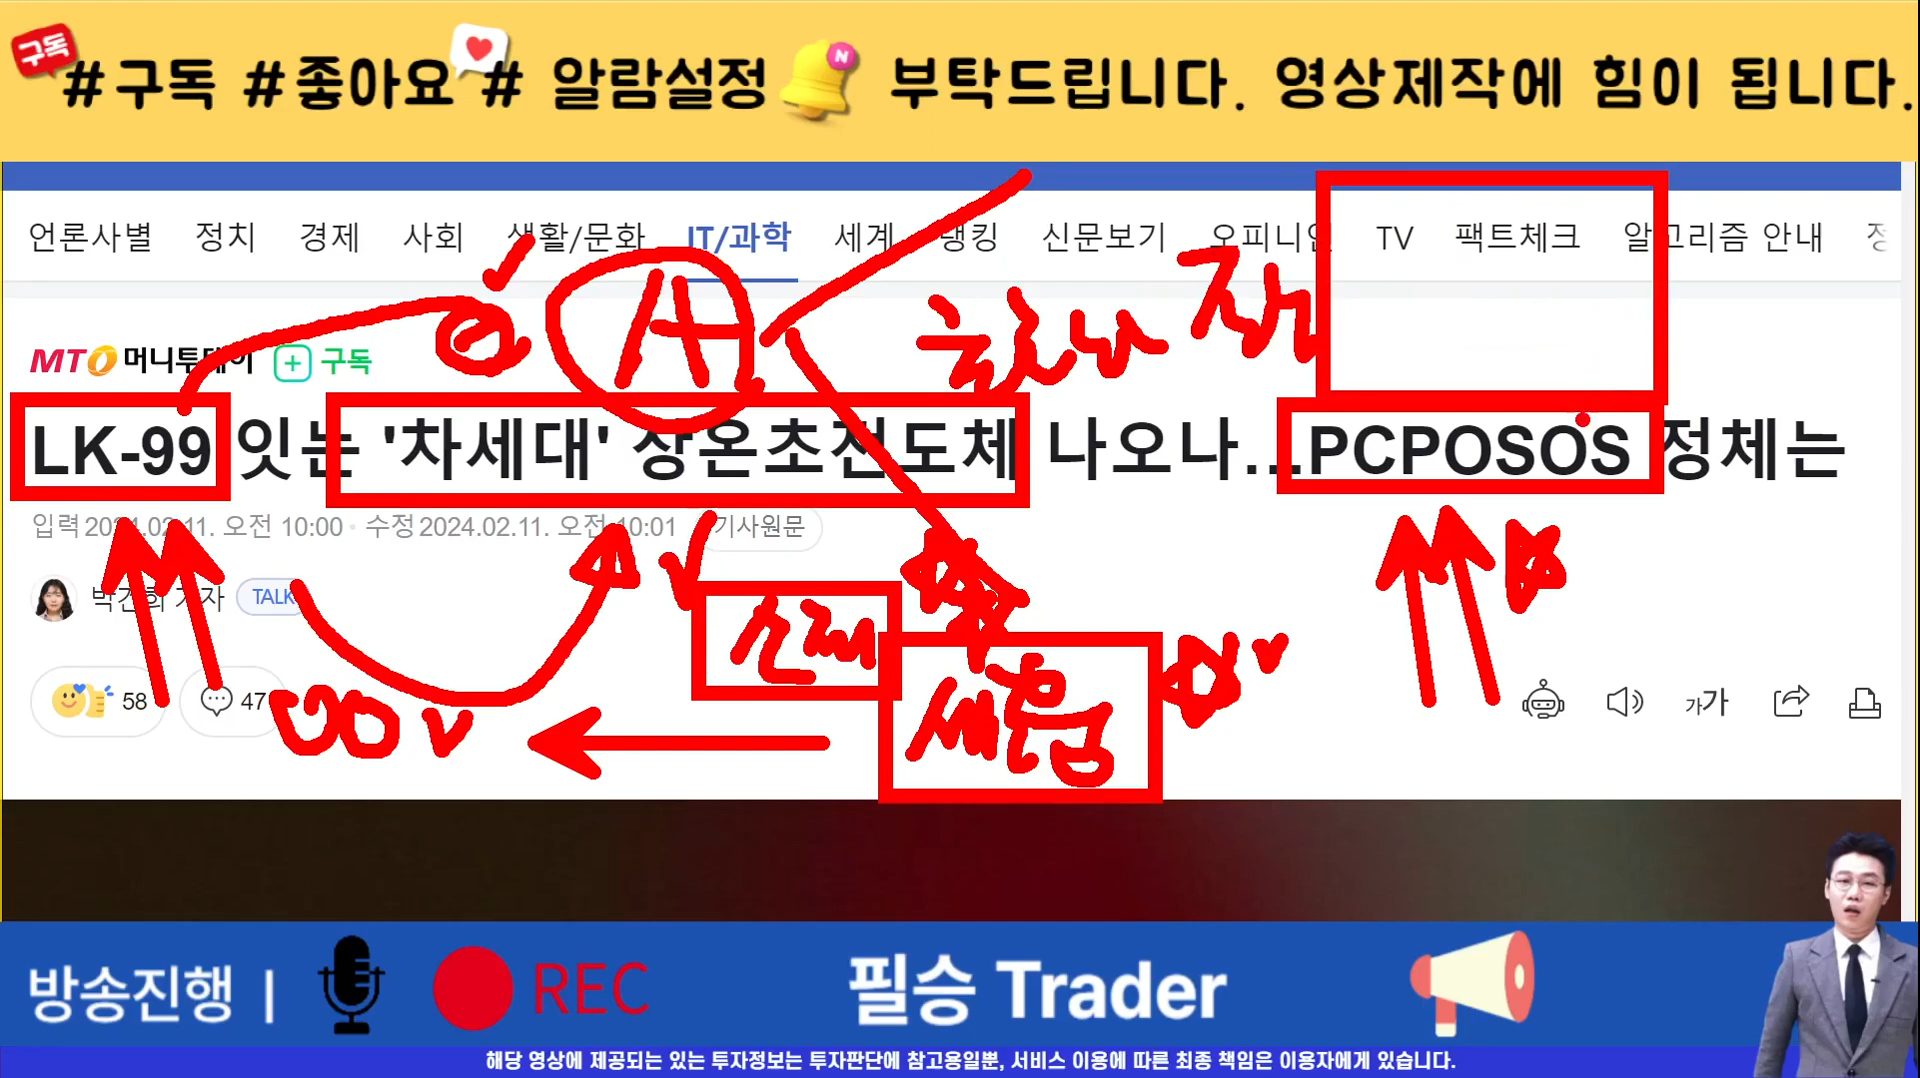 구독
#구독 #좋아요 # 알람설정 N 부탁드립니다. 영상제작에 힘이 됩니다.
언론사별 정치 경제 사회 생활/문화 IT/과학 세계 랭킹 신문보기 오피니언 TV 팩트체크 알고리즘 안내
MTO 머니투데이 + 구독
A
LK-99 잇는 '차세대' 상온초전도체 나오나...PCPOSOS 정체는
입력 2024.02.11. 오전 10:00 수정 2024.02.11. 오전 10:01 기사원문
박건희 기자 TALK
소재
58 47 가가
방송진행 | REC 필승 Trader
해당 영상에 제공되는 있는 투자정보는 투자판단에 참고용일뿐, 서비스 이용에 따른 최종 책임은 이용자에게 있습니다.